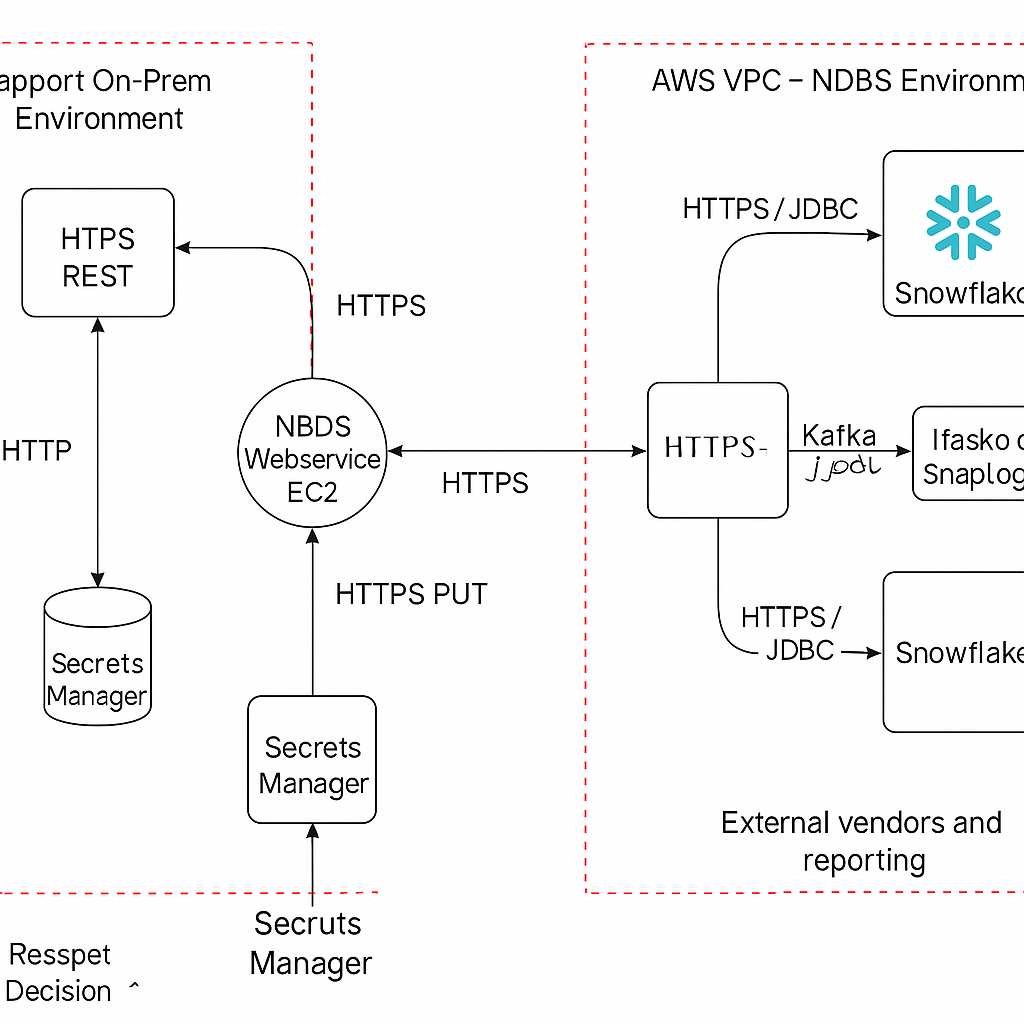 apport On-Prem
Environment
HTPS
REST
HTTPS
HTTP
NBDS
Webservice
EC2
HTTPS
HTTPS PUT
Secrets
Manager
Secrets
Manager
Secruts
Manager
Resspet
Decision ^
AWS VPC – NDBS Environm
HTTPS / JDBC
Snowflake
HTTPS-
Kafka
Ifasko
Snaplog
HTTPS /
JDBC
Snowflake
External vendors and
reporting